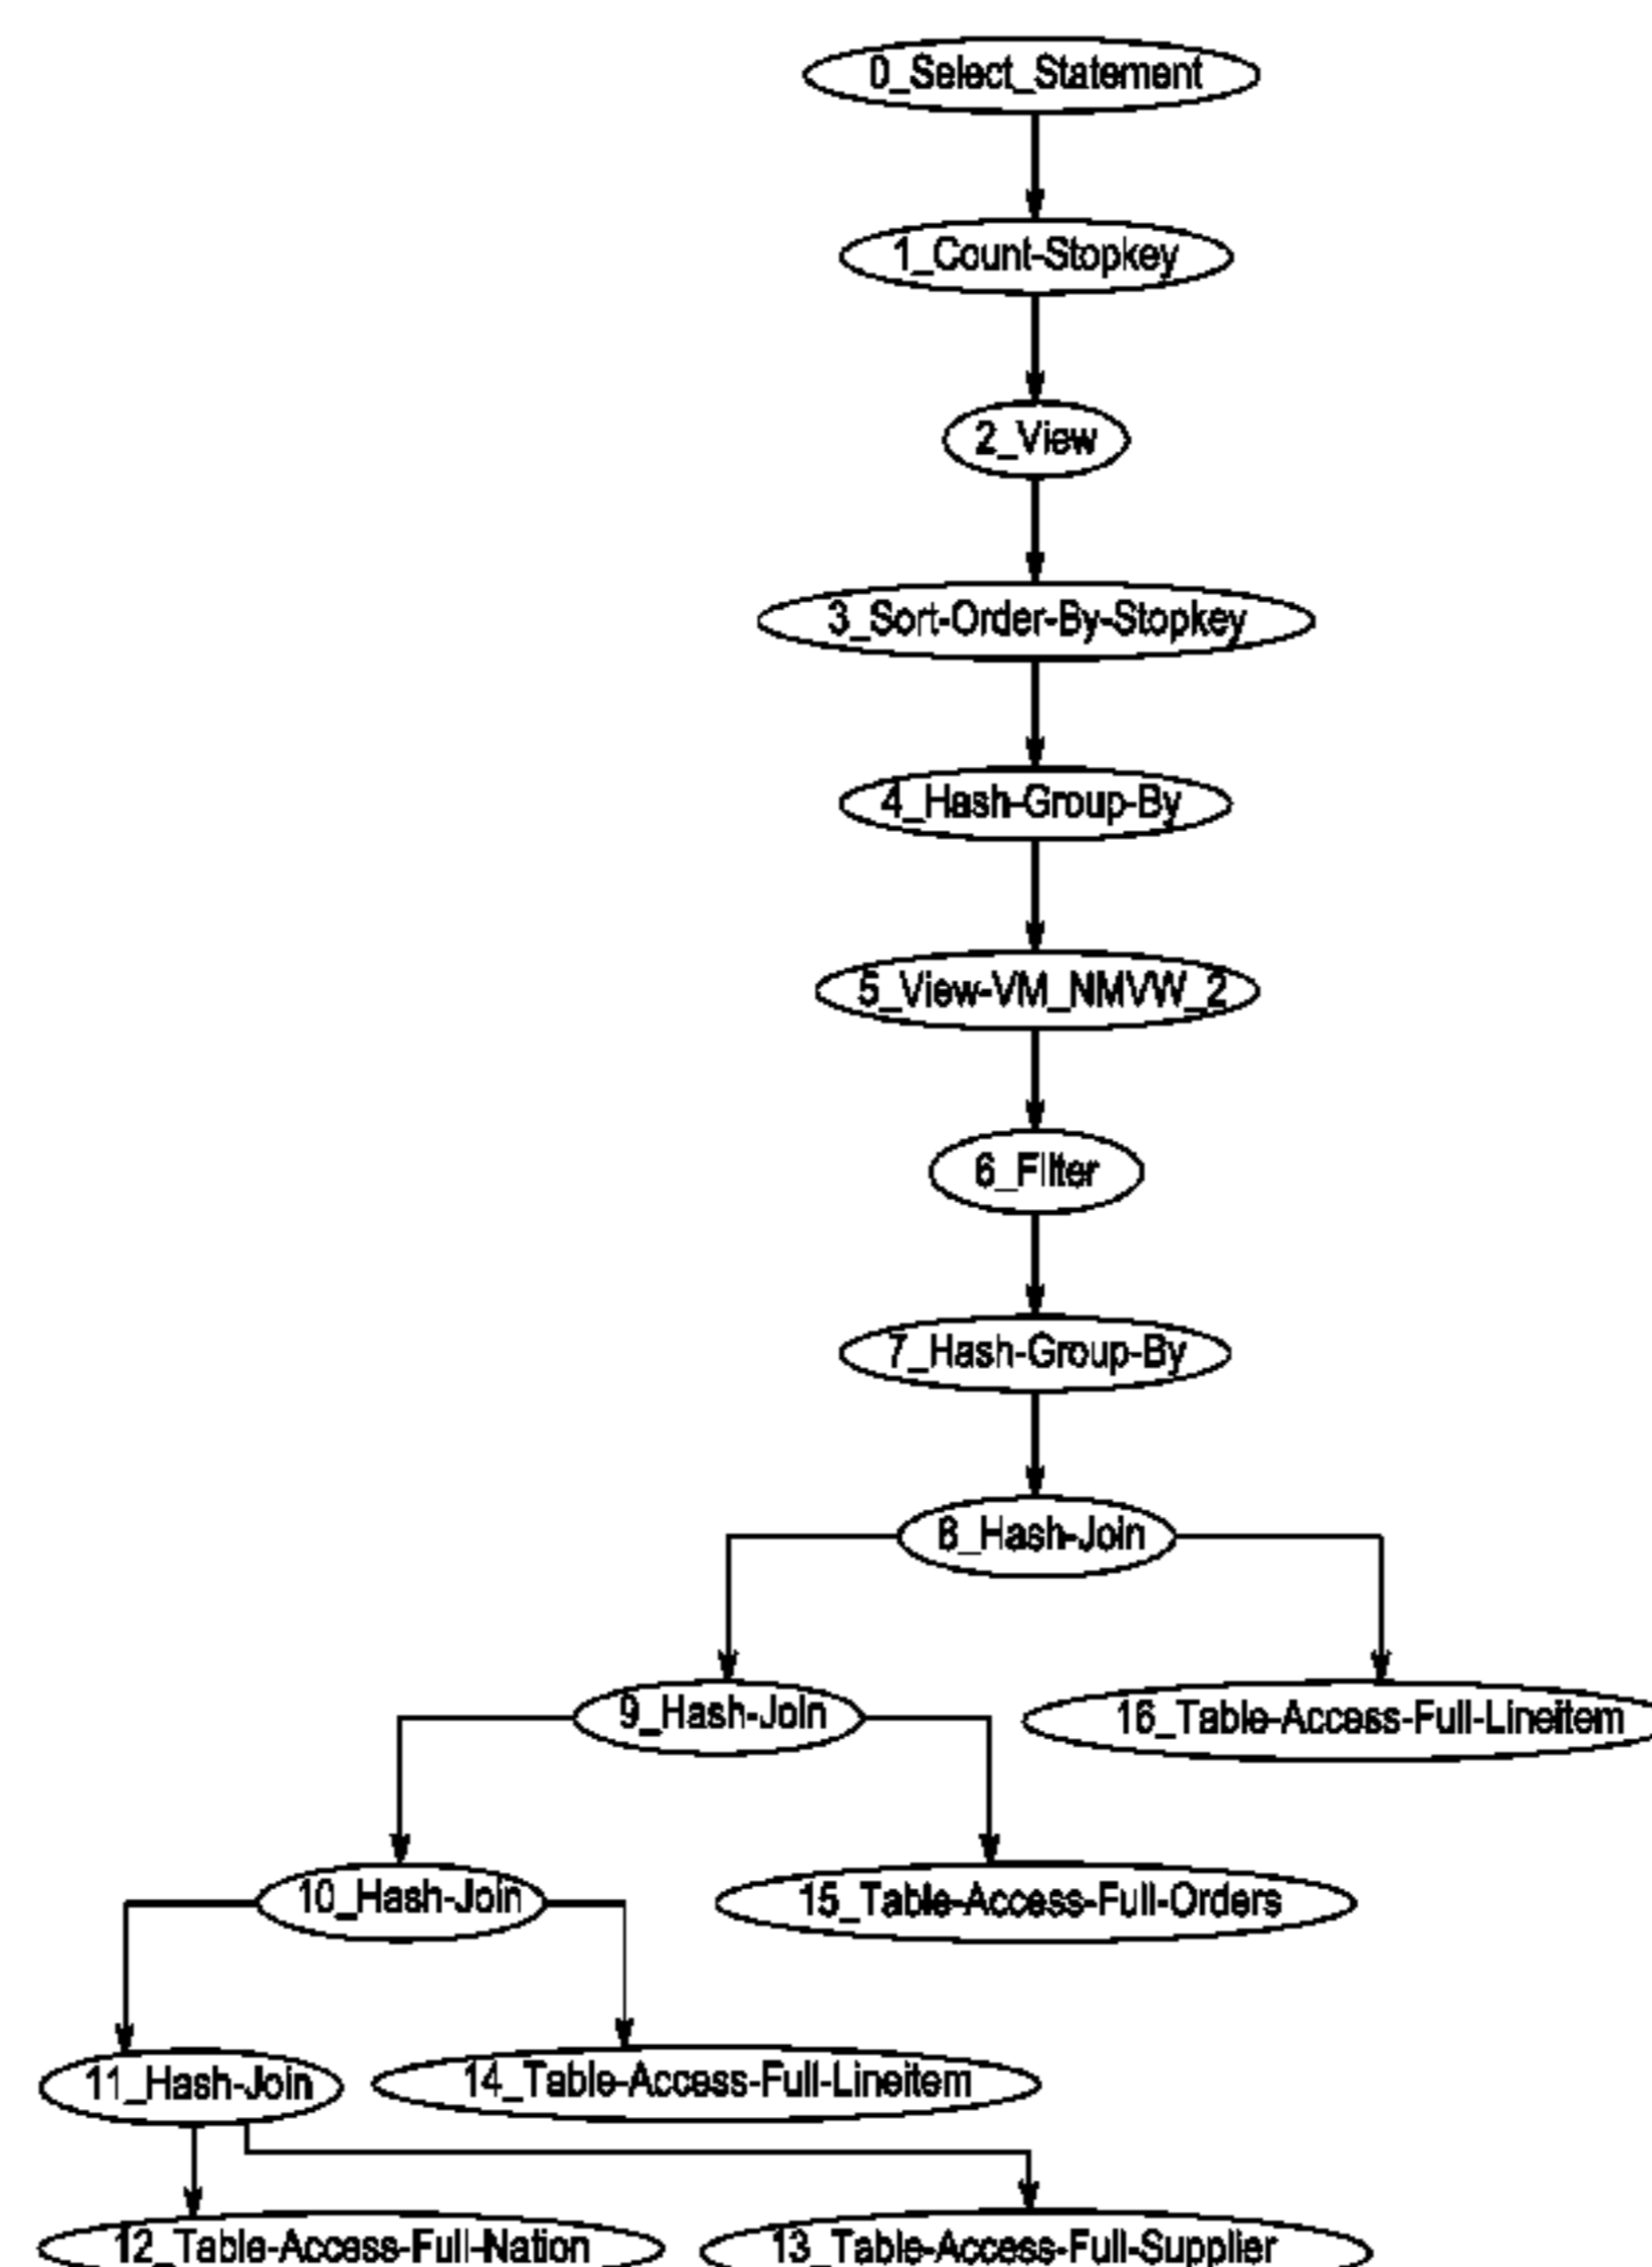 0_Select_Statement
1_Count-Stopkey
2_View
3_Sort-Order-By-Stopkey
4_Hash-Group-By
5_View-VM_NMVW_2
6_Filter
7_Hash-Group-By
8_Hash-Join
9_Hash-Join
16_Table-Access-Full-Lineitem
10_Hash-Join
15_Table-Access-Full-Orders
11_Hash-Join
14_Table-Access-Full-Lineitem
12_Table-Access-Full-Nation
13_Table-Access-Full-Supplier